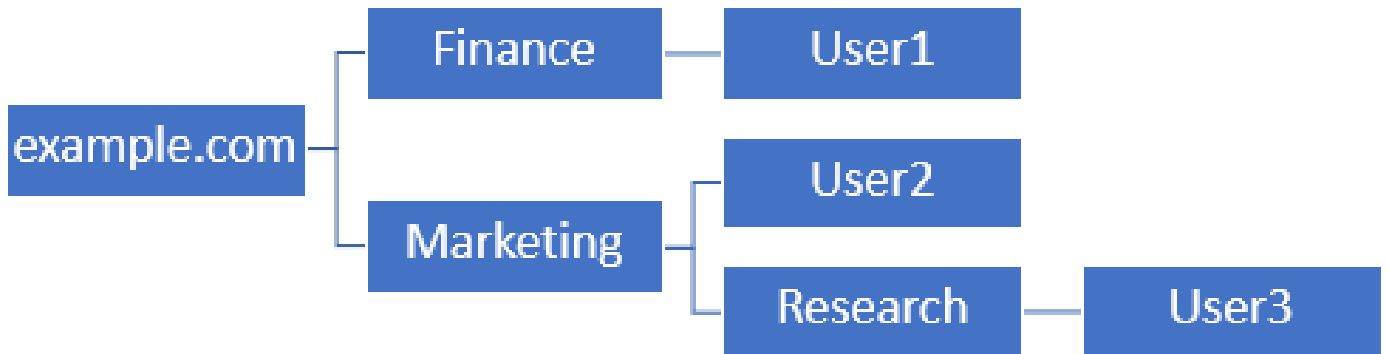 Finance
User1
example.com
User2
Marketing
Research
User3